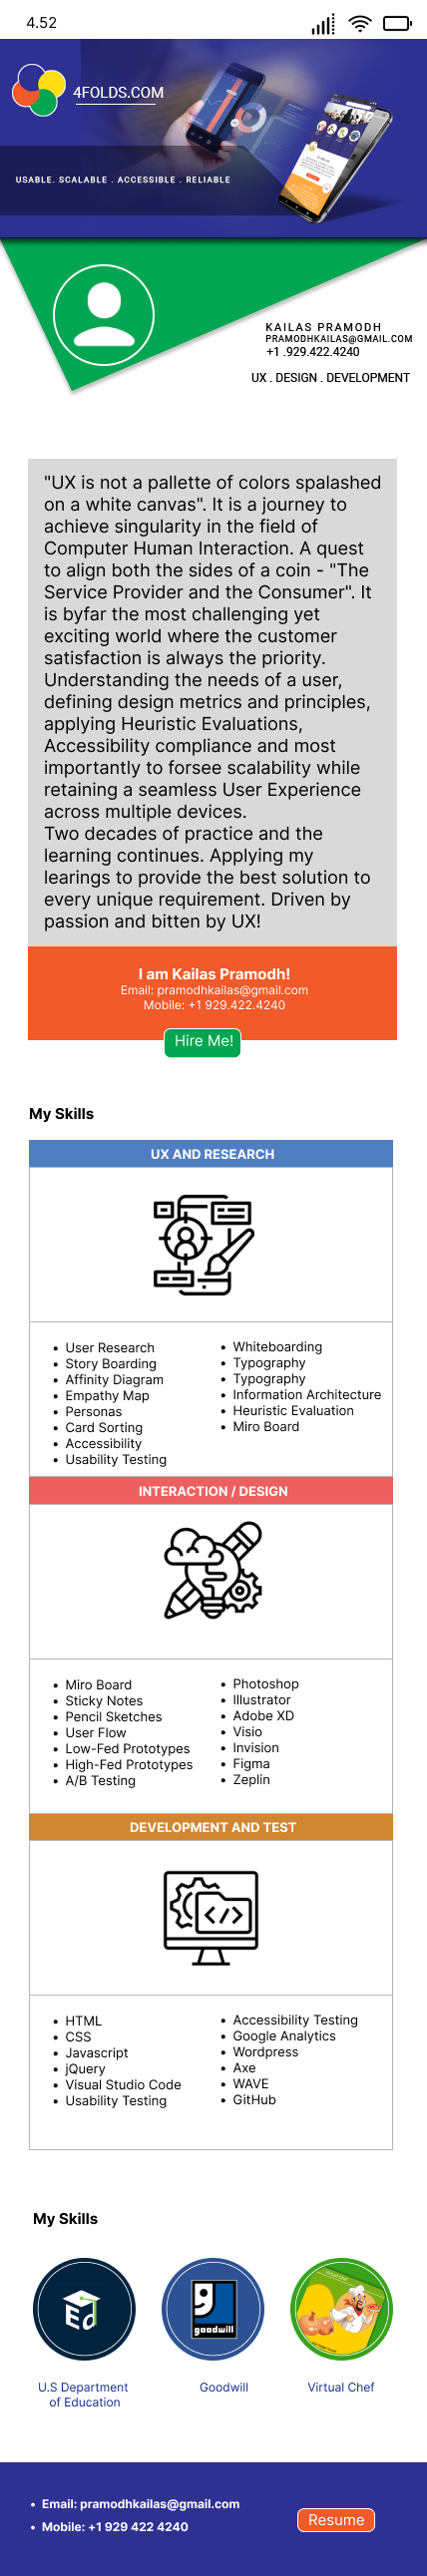 4.52
4FOLDS.COM
USABLE. SCALABLE . ACCESSIBLE . RELIABLE
KAILAS PRAMODH
PRAMODHKAILAS@GMAIL.COM
+1 .929.422.4240
UX . DESIGN . DEVELOPMENT
"UX is not a pallette of colors spalashed
on a white canvas". It is a journey to
achieve singularity in the field of
Computer Human Interaction. A quest
to align both the sides of a coin - "The
Service Provider and the Consumer". It
is byfar the most challenging yet
exciting world where the customer
satisfaction is always the priority.
Understanding the needs of a user,
defining design metrics and principles,
applying Heuristic Evaluations,
Accessibility compliance and most
importantly to forsee scalability while
retaining a seamless User Experience
across multiple devices.
Two decades of practice and the
learning continues. Applying my
learings to provide the best solution to
every unique requirement. Driven by
passion and bitten by UX!
I am Kailas Pramodh!
Email: pramodhkailas@gmail.com
Mobile: +1 929.422.4240
Hire Me!
My Skills
UX AND RESEARCH
• User Research
• Story Boarding
• Affinity Diagram
• Empathy Map
• Personas
• Card Sorting
• Accessibility
• Usability Testing
• Whiteboarding
• Typography
• Typography
• Information Architecture
• Heuristic Evaluation
• Miro Board
INTERACTION / DESIGN
• Miro Board
• Sticky Notes
• Pencil Sketches
• User Flow
• Low-Fed Prototypes
• High-Fed Prototypes
• A/B Testing
• Photoshop
• Illustrator
• Adobe XD
• Visio
• Invision
• Figma
• Zeplin
DEVELOPMENT AND TEST
• HTML
• CSS
• Javascript
• jQuery
• Visual Studio Code
• Usability Testing
• Accessibility Testing
• Google Analytics
• Wordpress
• Axe
• WAVE
• GitHub
My Skills
Ed
goodwill
Virtual Chef
U.S Department
of Education
Goodwill
Virtual Chef
• Email: pramodhkailas@gmail.com
• Mobile: +1 929 422 4240
Resume